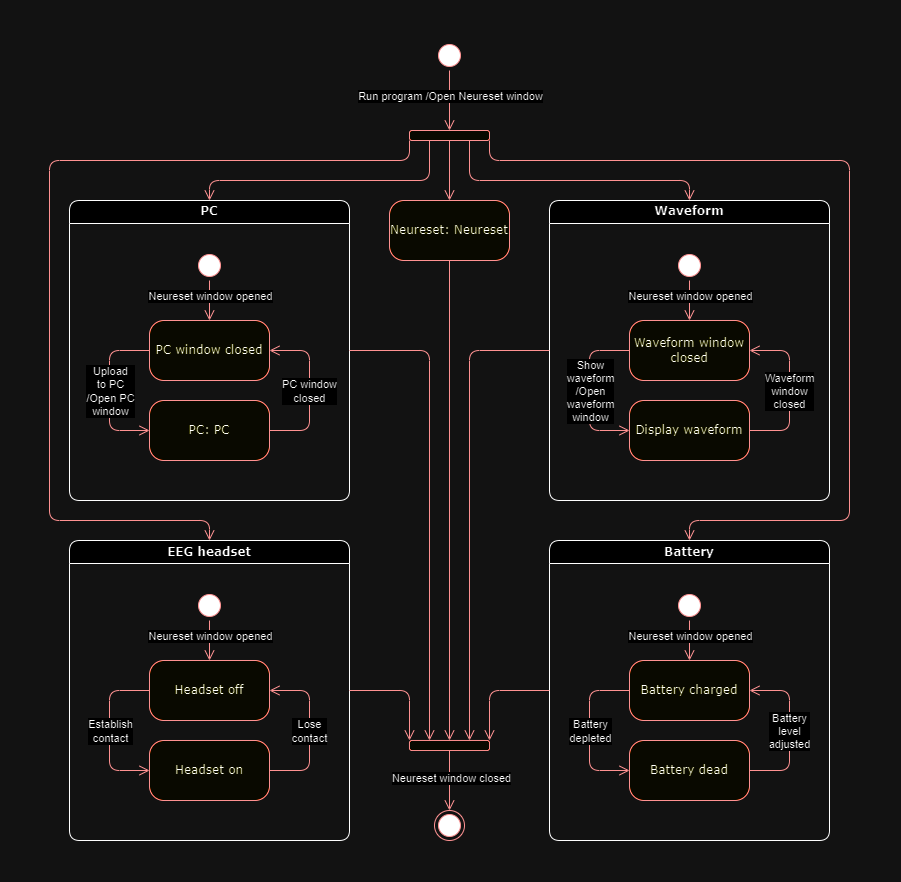 Run program /Open Neureset window
PC
Neureset: Neureset
Waveform
Neureset window opened
PC window closed
Upload
to PC
/Open PC
window
PC window
closed
PC: PC
Neureset window opened
Waveform window
closed
Show
waveform
/Open
waveform
window
Waveform
window
closed
Display waveform
EEG headset
Neureset window opened
Headset off
Establish
contact
Lose
contact
Headset on
Battery
Neureset window opened
Battery charged
Battery
depleted
Battery
level
adjusted
Battery dead
Neureset window closed